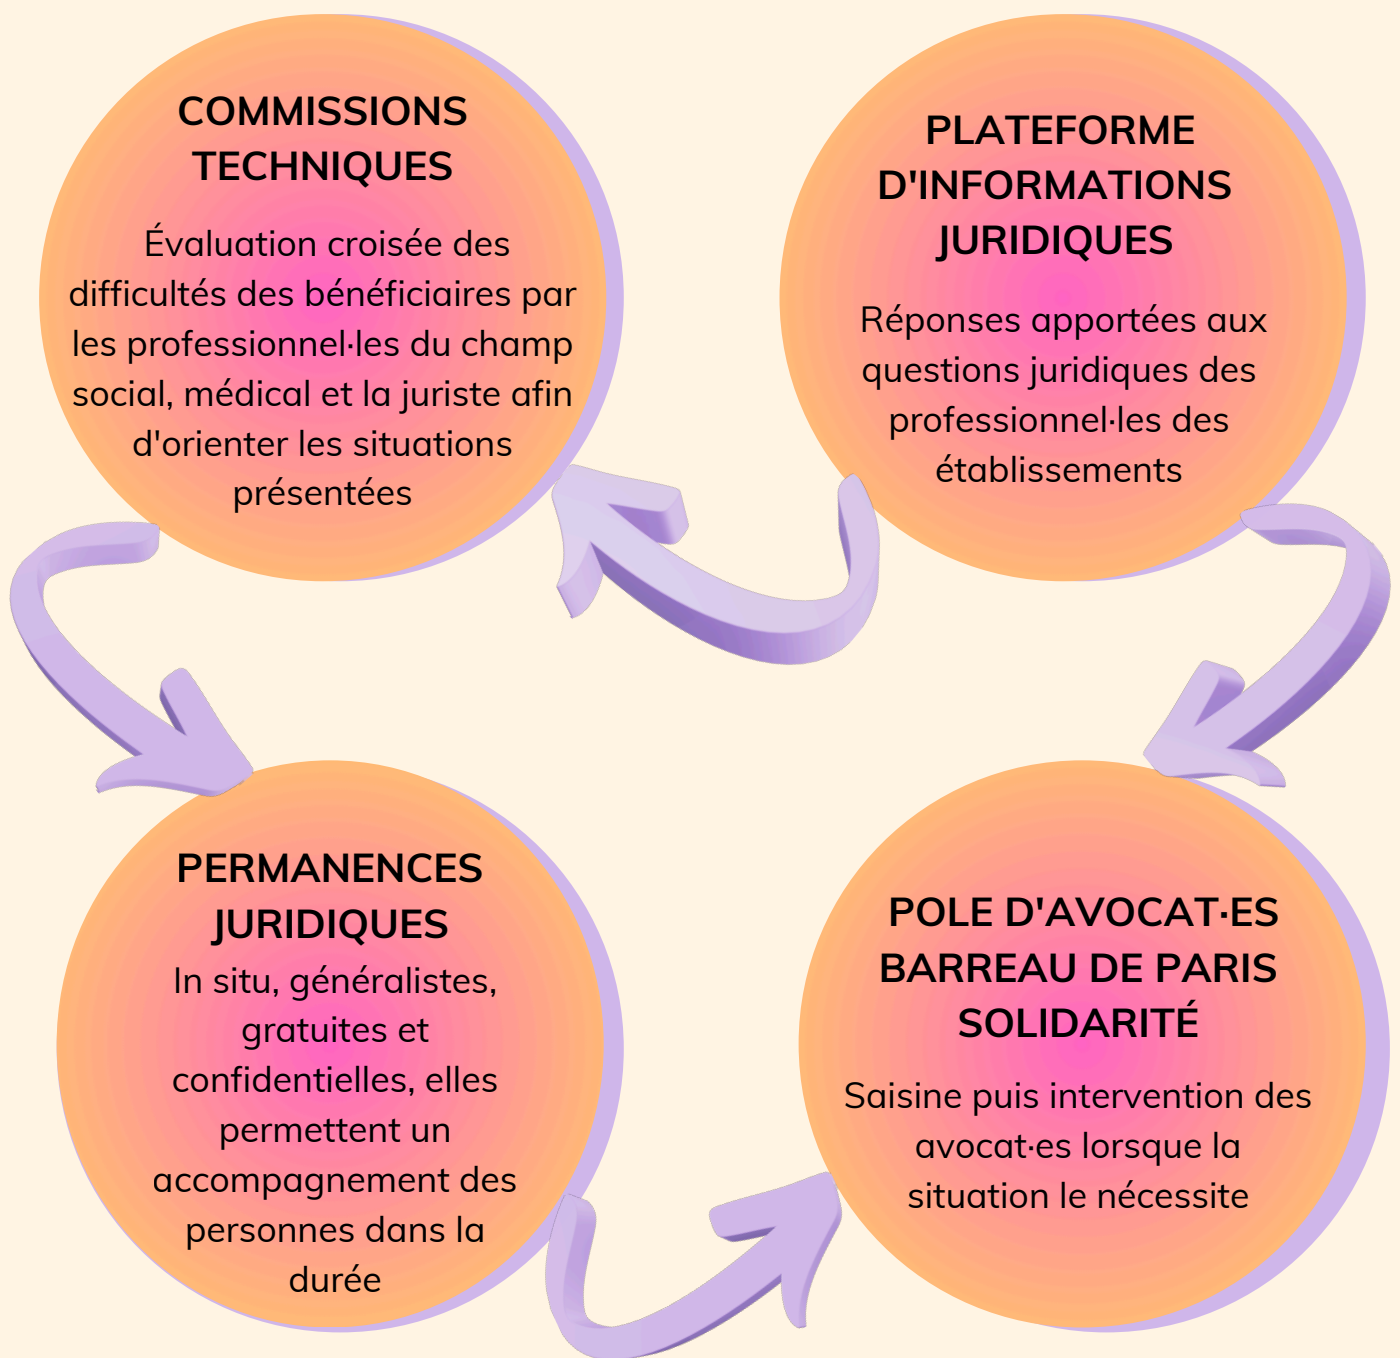 COMMISSIONS
TECHNIQUES
Évaluation croisée des
difficultés des bénéficiaires par
les professionnel·les du champ
social, médical et la juriste afin
d'orienter les situations
présentées
PLATEFORME
D'INFORMATIONS
JURIDIQUES
Réponses apportées aux
questions juridiques des
professionnel·les des
établissements
PERMANENCES
JURIDIQUES
In situ, généralistes,
gratuites et
confidentielles, elles
permettent un
accompagnement des
personnes dans la
durée
POLE D'AVOCAT·ES
BARREAU DE PARIS
SOLIDARITÉ
Saisine puis intervention des
avocat·es lorsque la
situation le nécessite